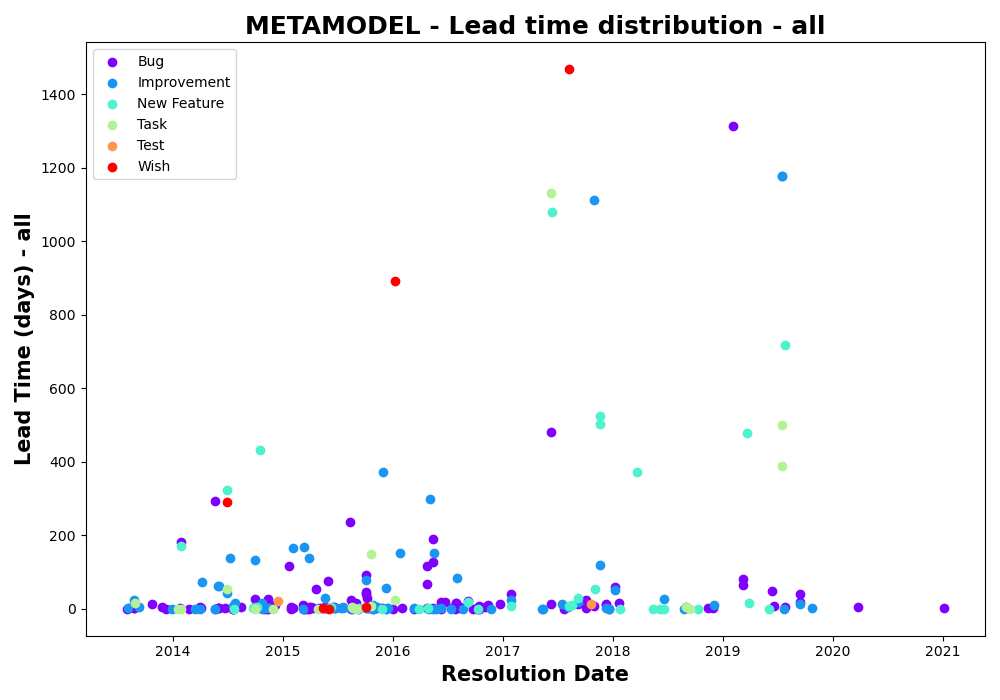 METAMODEL - Lead time distribution - all
Bug
Improvement
New Feature
Task
Test
Wish
Lead Time (days) - all
1400
1200
1000
800
600
400
200
0
2014 2015 2016 2017 2018 2019 2020 2021
Resolution Date